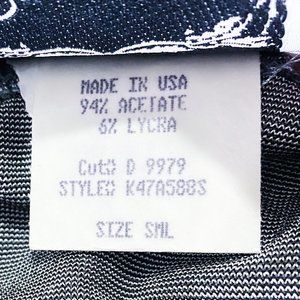 MADE IN USA
94% ACETATE
6% LYCRA
Cut# D 9979
STYLE# K47A588S
SIZE SML